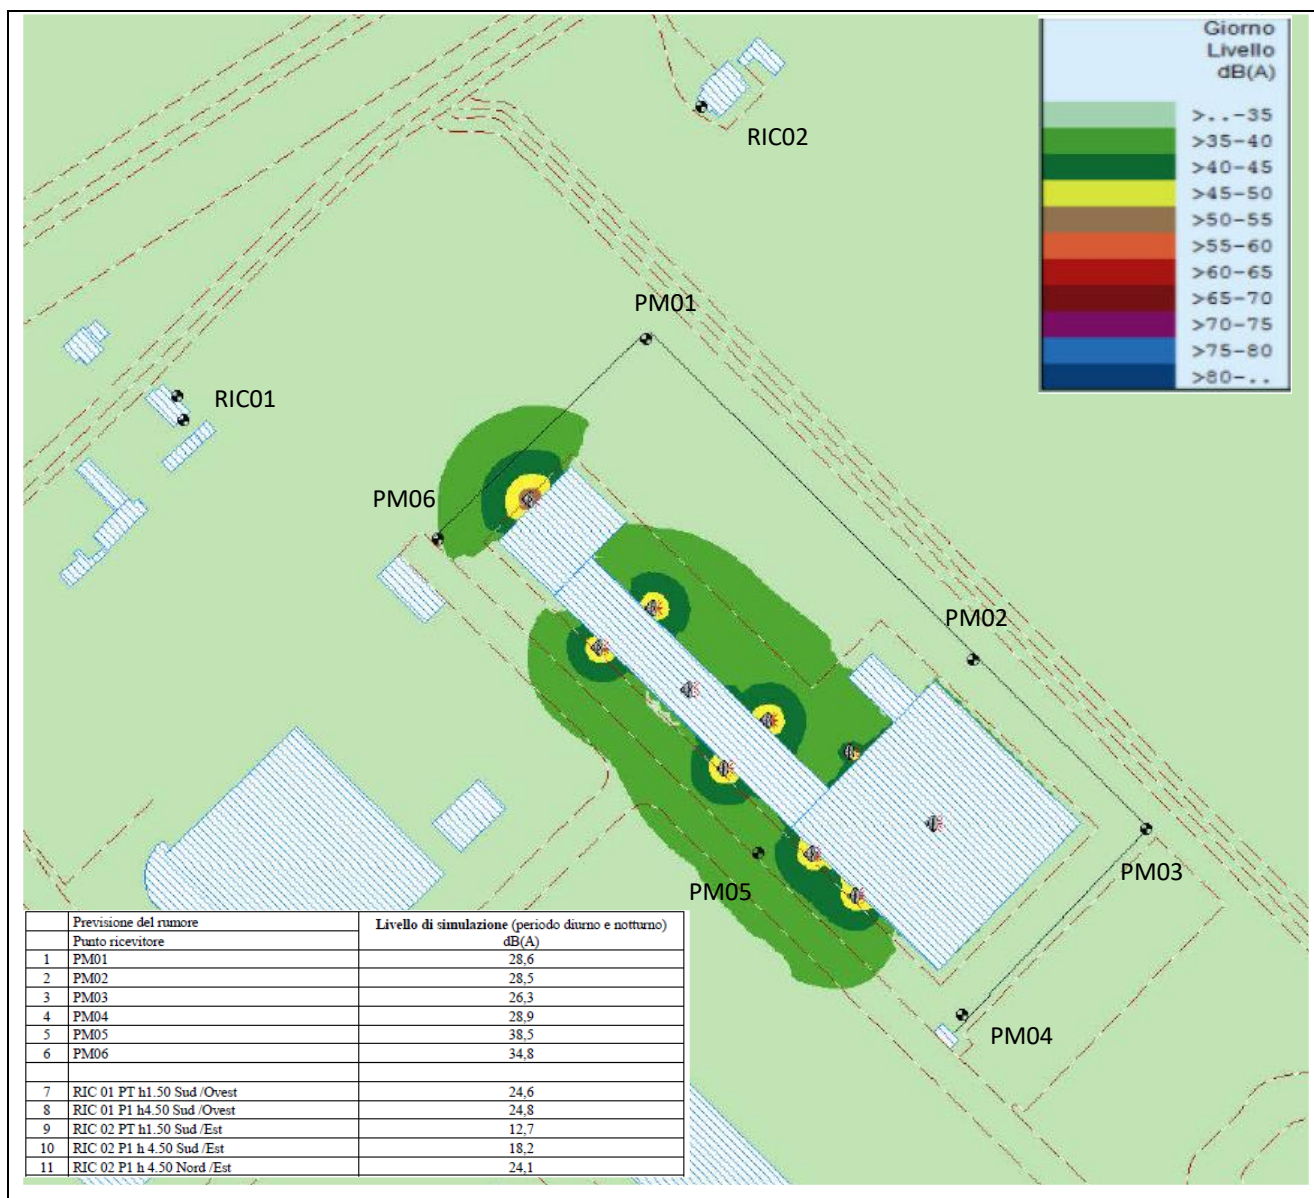 Giorno
Livello
dB(A)
>..-35
>35-40
>40-45
>45-50
>50-55
>55-60
>60-65
>65-70
>70-75
>75-80
>80-..
RIC02
PM01
RIC01
PM06
PM02
PM03
PM05
PM04
Previsione del rumore Livello di simulazione (periodo diurno e notturno)
Punto ricevitore dB(A)
1 PM01 28,6
2 PM02 28,5
3 PM03 26,3
4 PM04 28,9
5 PM05 38,5
6 PM06 34,8
7 RIC 01 PT h1.50 Sud /Ovest 24,6
8 RIC 01 P1 h4.50 Sud /Ovest 24,8
9 RIC 02 PT h1.50 Sud /Est 12,7
10 RIC 02 P1 h 4.50 Sud /Est 18,2
11 RIC 02 P1 h 4.50 Nord /Est 24,1